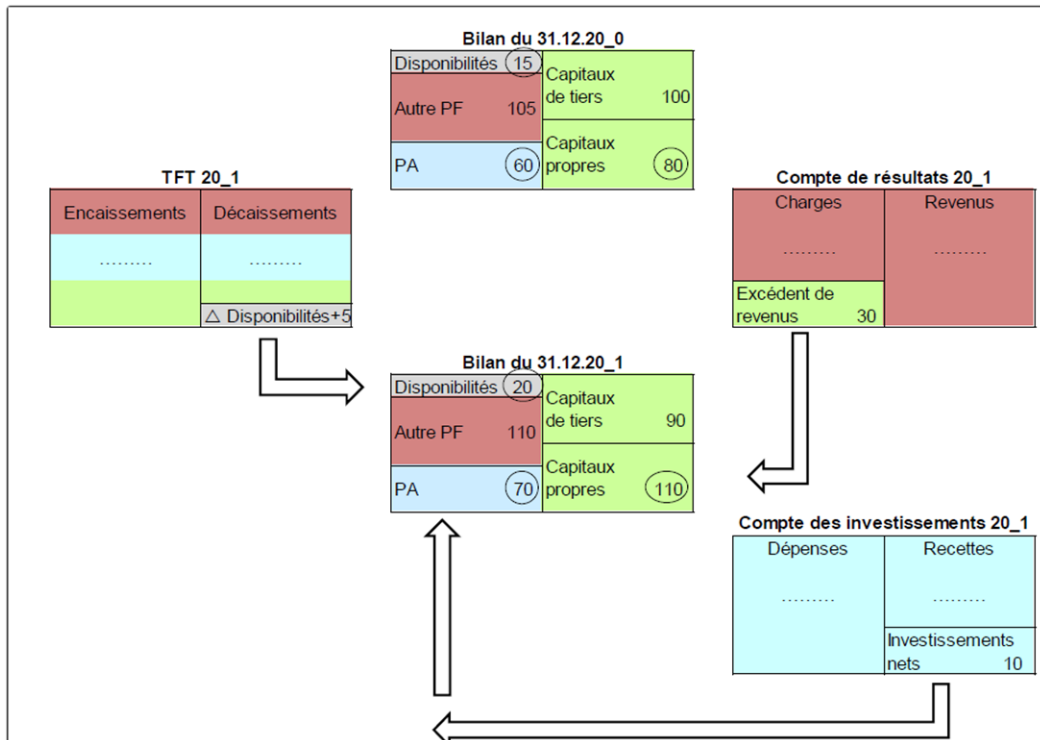 Bilan du 31.12.20_0
Disponibilités 15
Capitaux
de tiers 100
Autre PF 105
Capitaux
propres 80
PA 60
TFT 20_1
Encaissements Décaissements
......... .........
△ Disponibilités+5
Compte de résultats 20_1
Charges Revenus
......... .........
Excédent de
revenus 30
Bilan du 31.12.20_1
Disponibilités 20
Capitaux
de tiers 90
Autre PF 110
Capitaux
propres 110
PA 70
Compte des investissements 20_1
Dépenses Recettes
......... .........
Investissements
nets 10